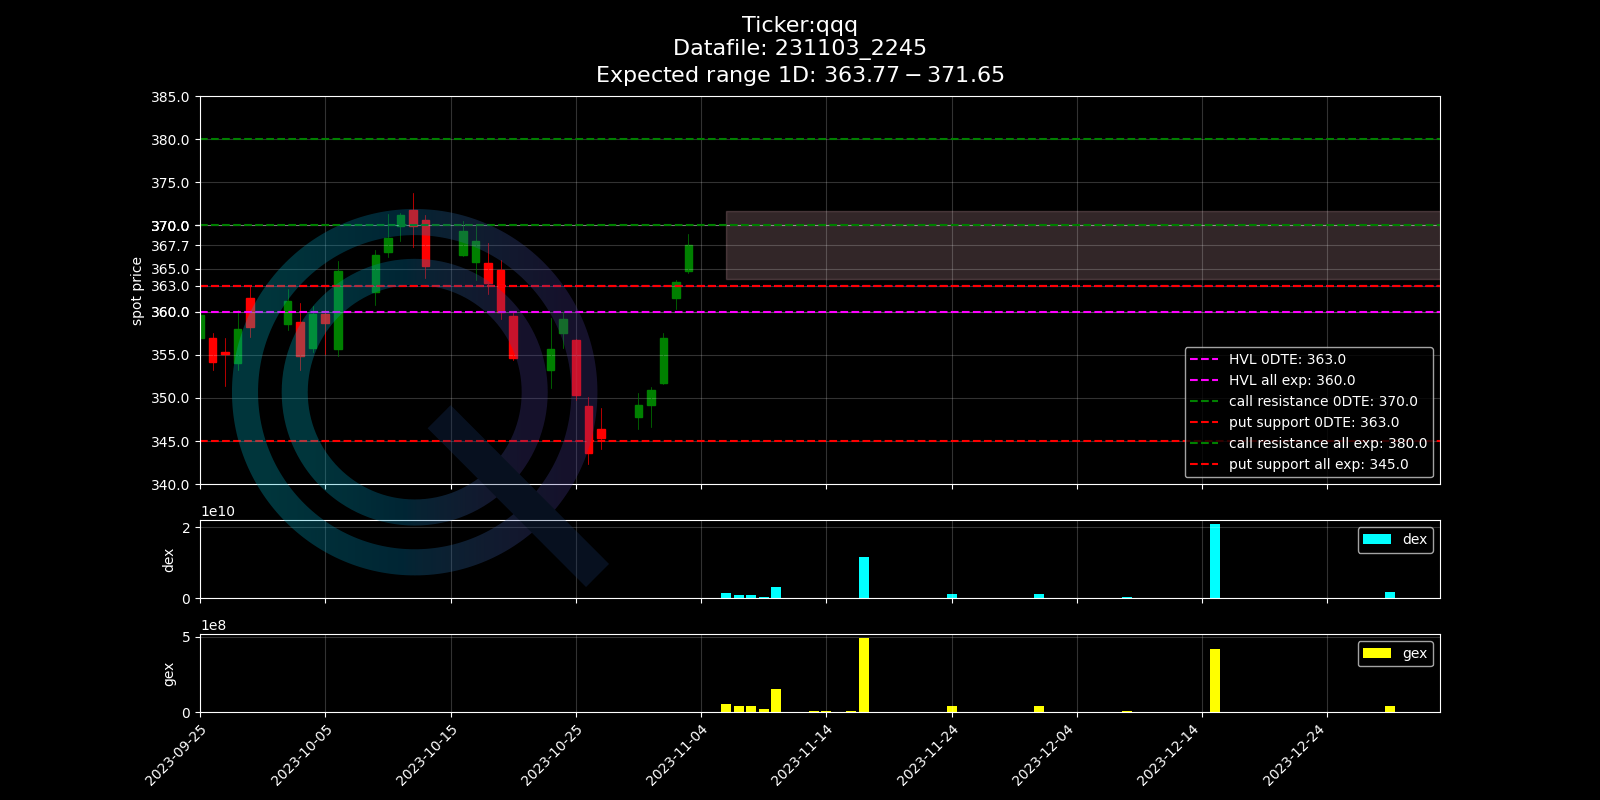 Ticker:qqq
Datafile: 231103_2245
Expected range 1D: 363.77 − 371.65
385.0
380.0
375.0
370.0
367.7
365.0
363.0
360.0
355.0
350.0
345.0
340.0
spot price
HVL 0DTE: 363.0
HVL all exp: 360.0
call resistance 0DTE: 370.0
put support 0DTE: 363.0
call resistance all exp: 380.0
put support all exp: 345.0
1e10
2
0
dex
dex
1e8
5
0
gex
gex
2023-09-25
2023-10-05
2023-10-15
2023-10-25
2023-11-04
2023-11-14
2023-11-24
2023-12-04
2023-12-14
2023-12-24